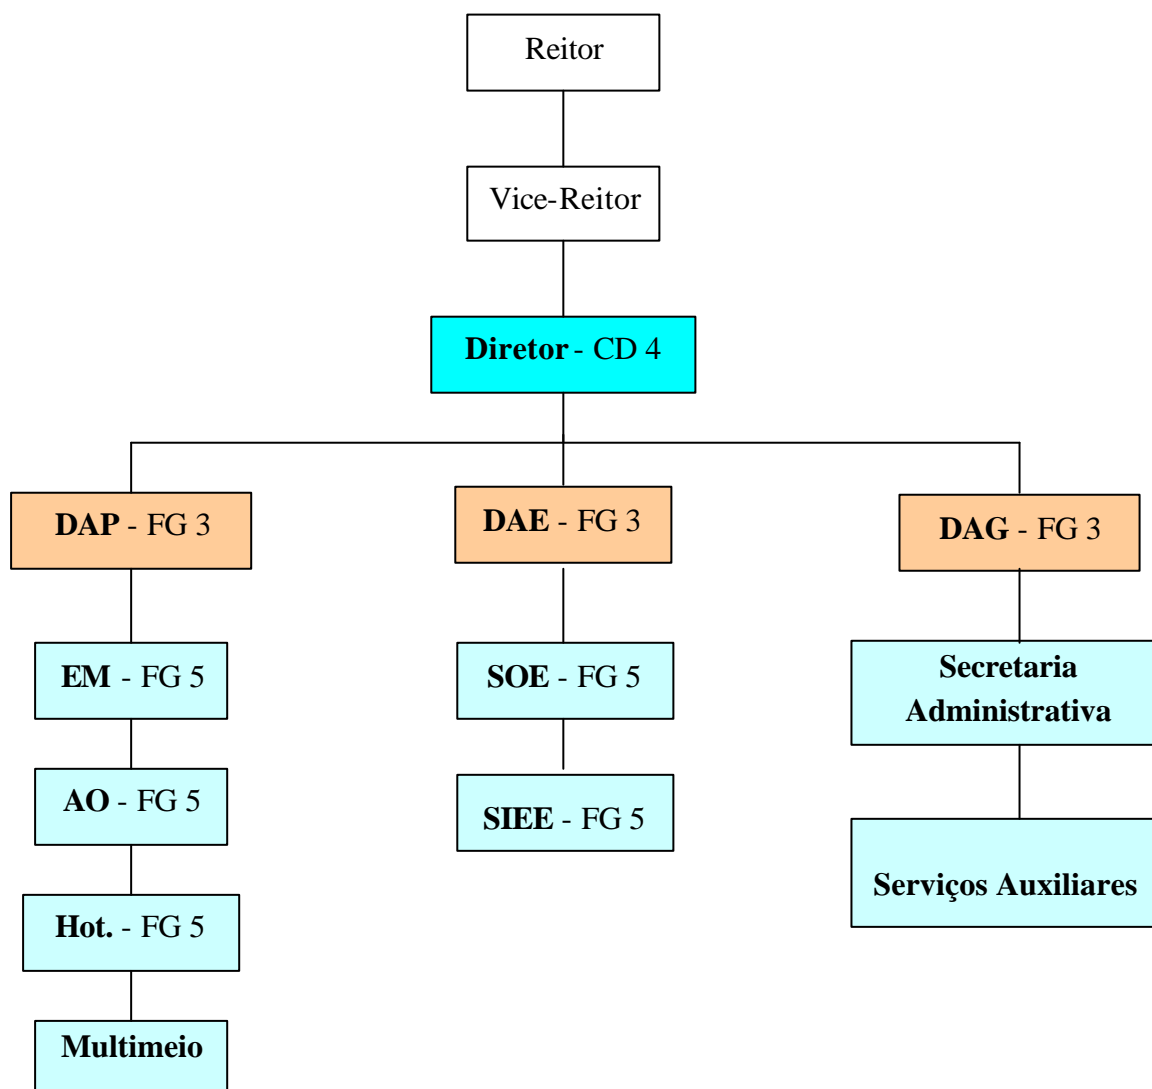 Reitor
Vice-Reitor
Diretor - CD 4
DAP - FG 3
DAE - FG 3
DAG - FG 3
EM - FG 5
SOE - FG 5
Secretaria
Administrativa
AO - FG 5
SIEE - FG 5
Serviços Auxiliares
Hot. - FG 5
Multimeio